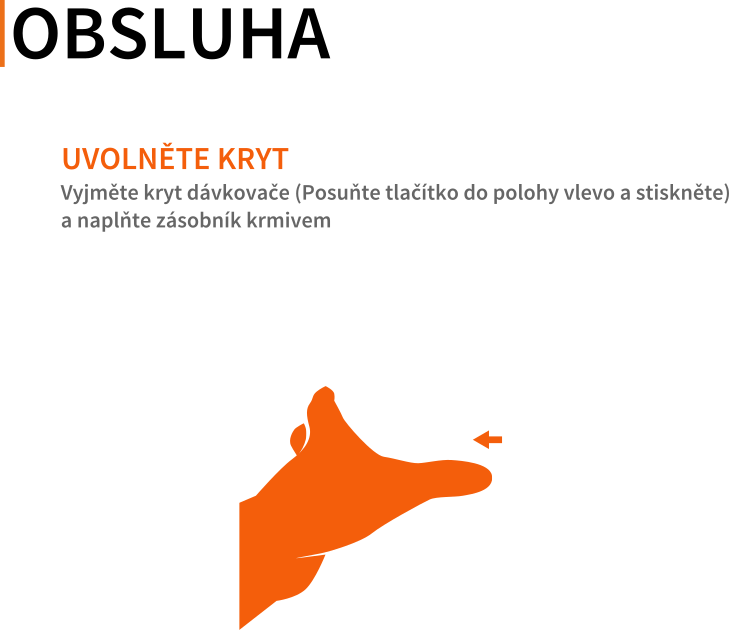 OBSLUHA
UVOLNĚTE KRYT
Vyjměte kryt dávkovače (Posuňte tlačítko do polohy vlevo a stiskněte)
a naplňte zásobník krmivem